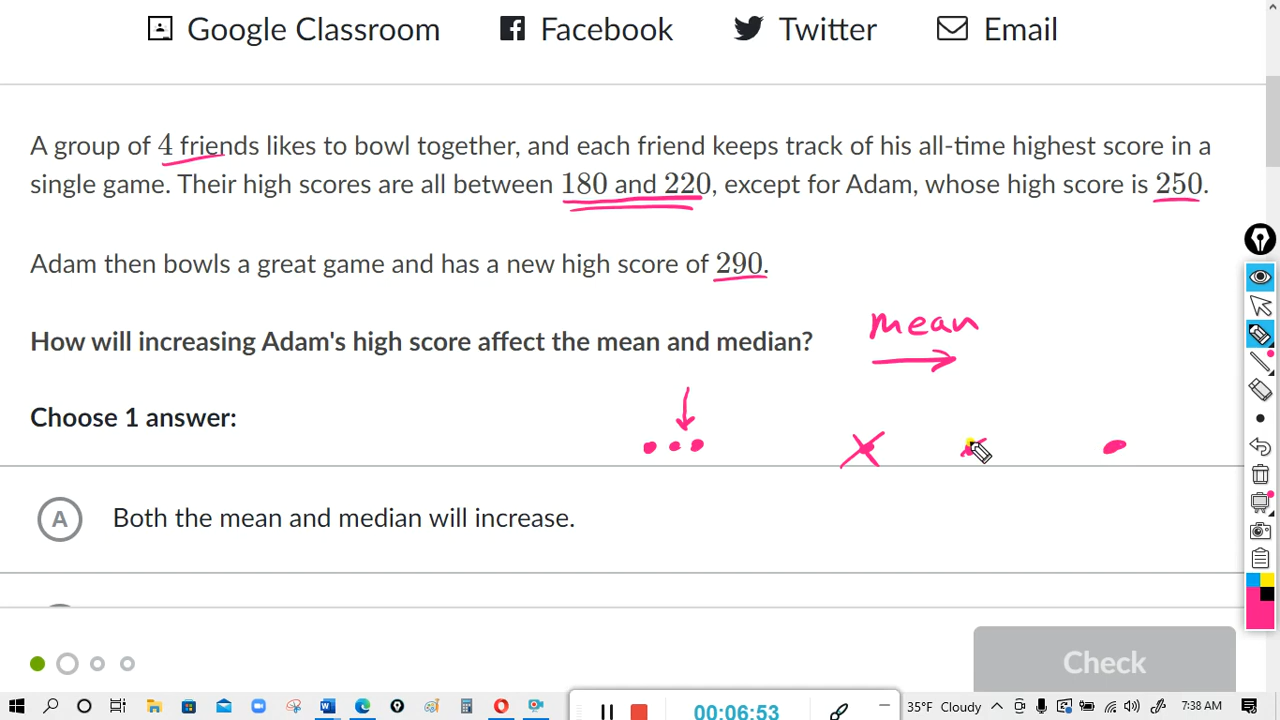 Google Classroom Facebook Twitter Email
A group of 4 friends likes to bowl together, and each friend keeps track of his all-time highest score in a
single game. Their high scores are all between 180 and 220, except for Adam, whose high score is 250.
Adam then bowls a great game and has a new high score of 290.
mean
How will increasing Adam's high score affect the mean and median?
Choose 1 answer:
A Both the mean and median will increase.
Check
00:06:53
35°F Cloudy 7:38 AM